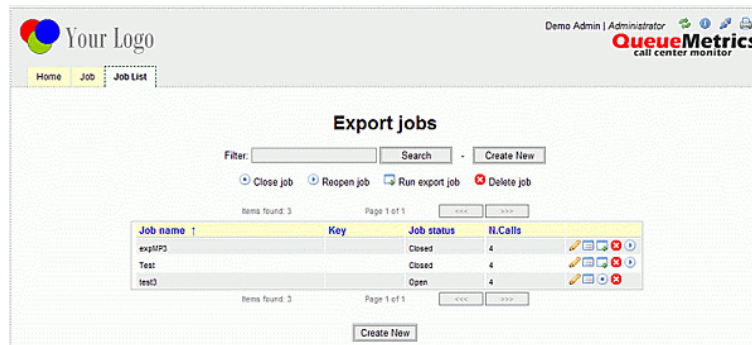 Demo Admin | Administrator
Your Logo
QueueMetrics
call center monitor
Home Job Job List
Export jobs
Filter: Search - Create New
Close job Reopen job Run export job Delete job
Items found: 3 Page 1 of 1 <<< >>>
Job name ↑ Key Job status N.Calls
expMP3 Closed 4
Test Closed 4
test3 Open 4
Items found: 3 Page 1 of 1 <<< >>>
Create New